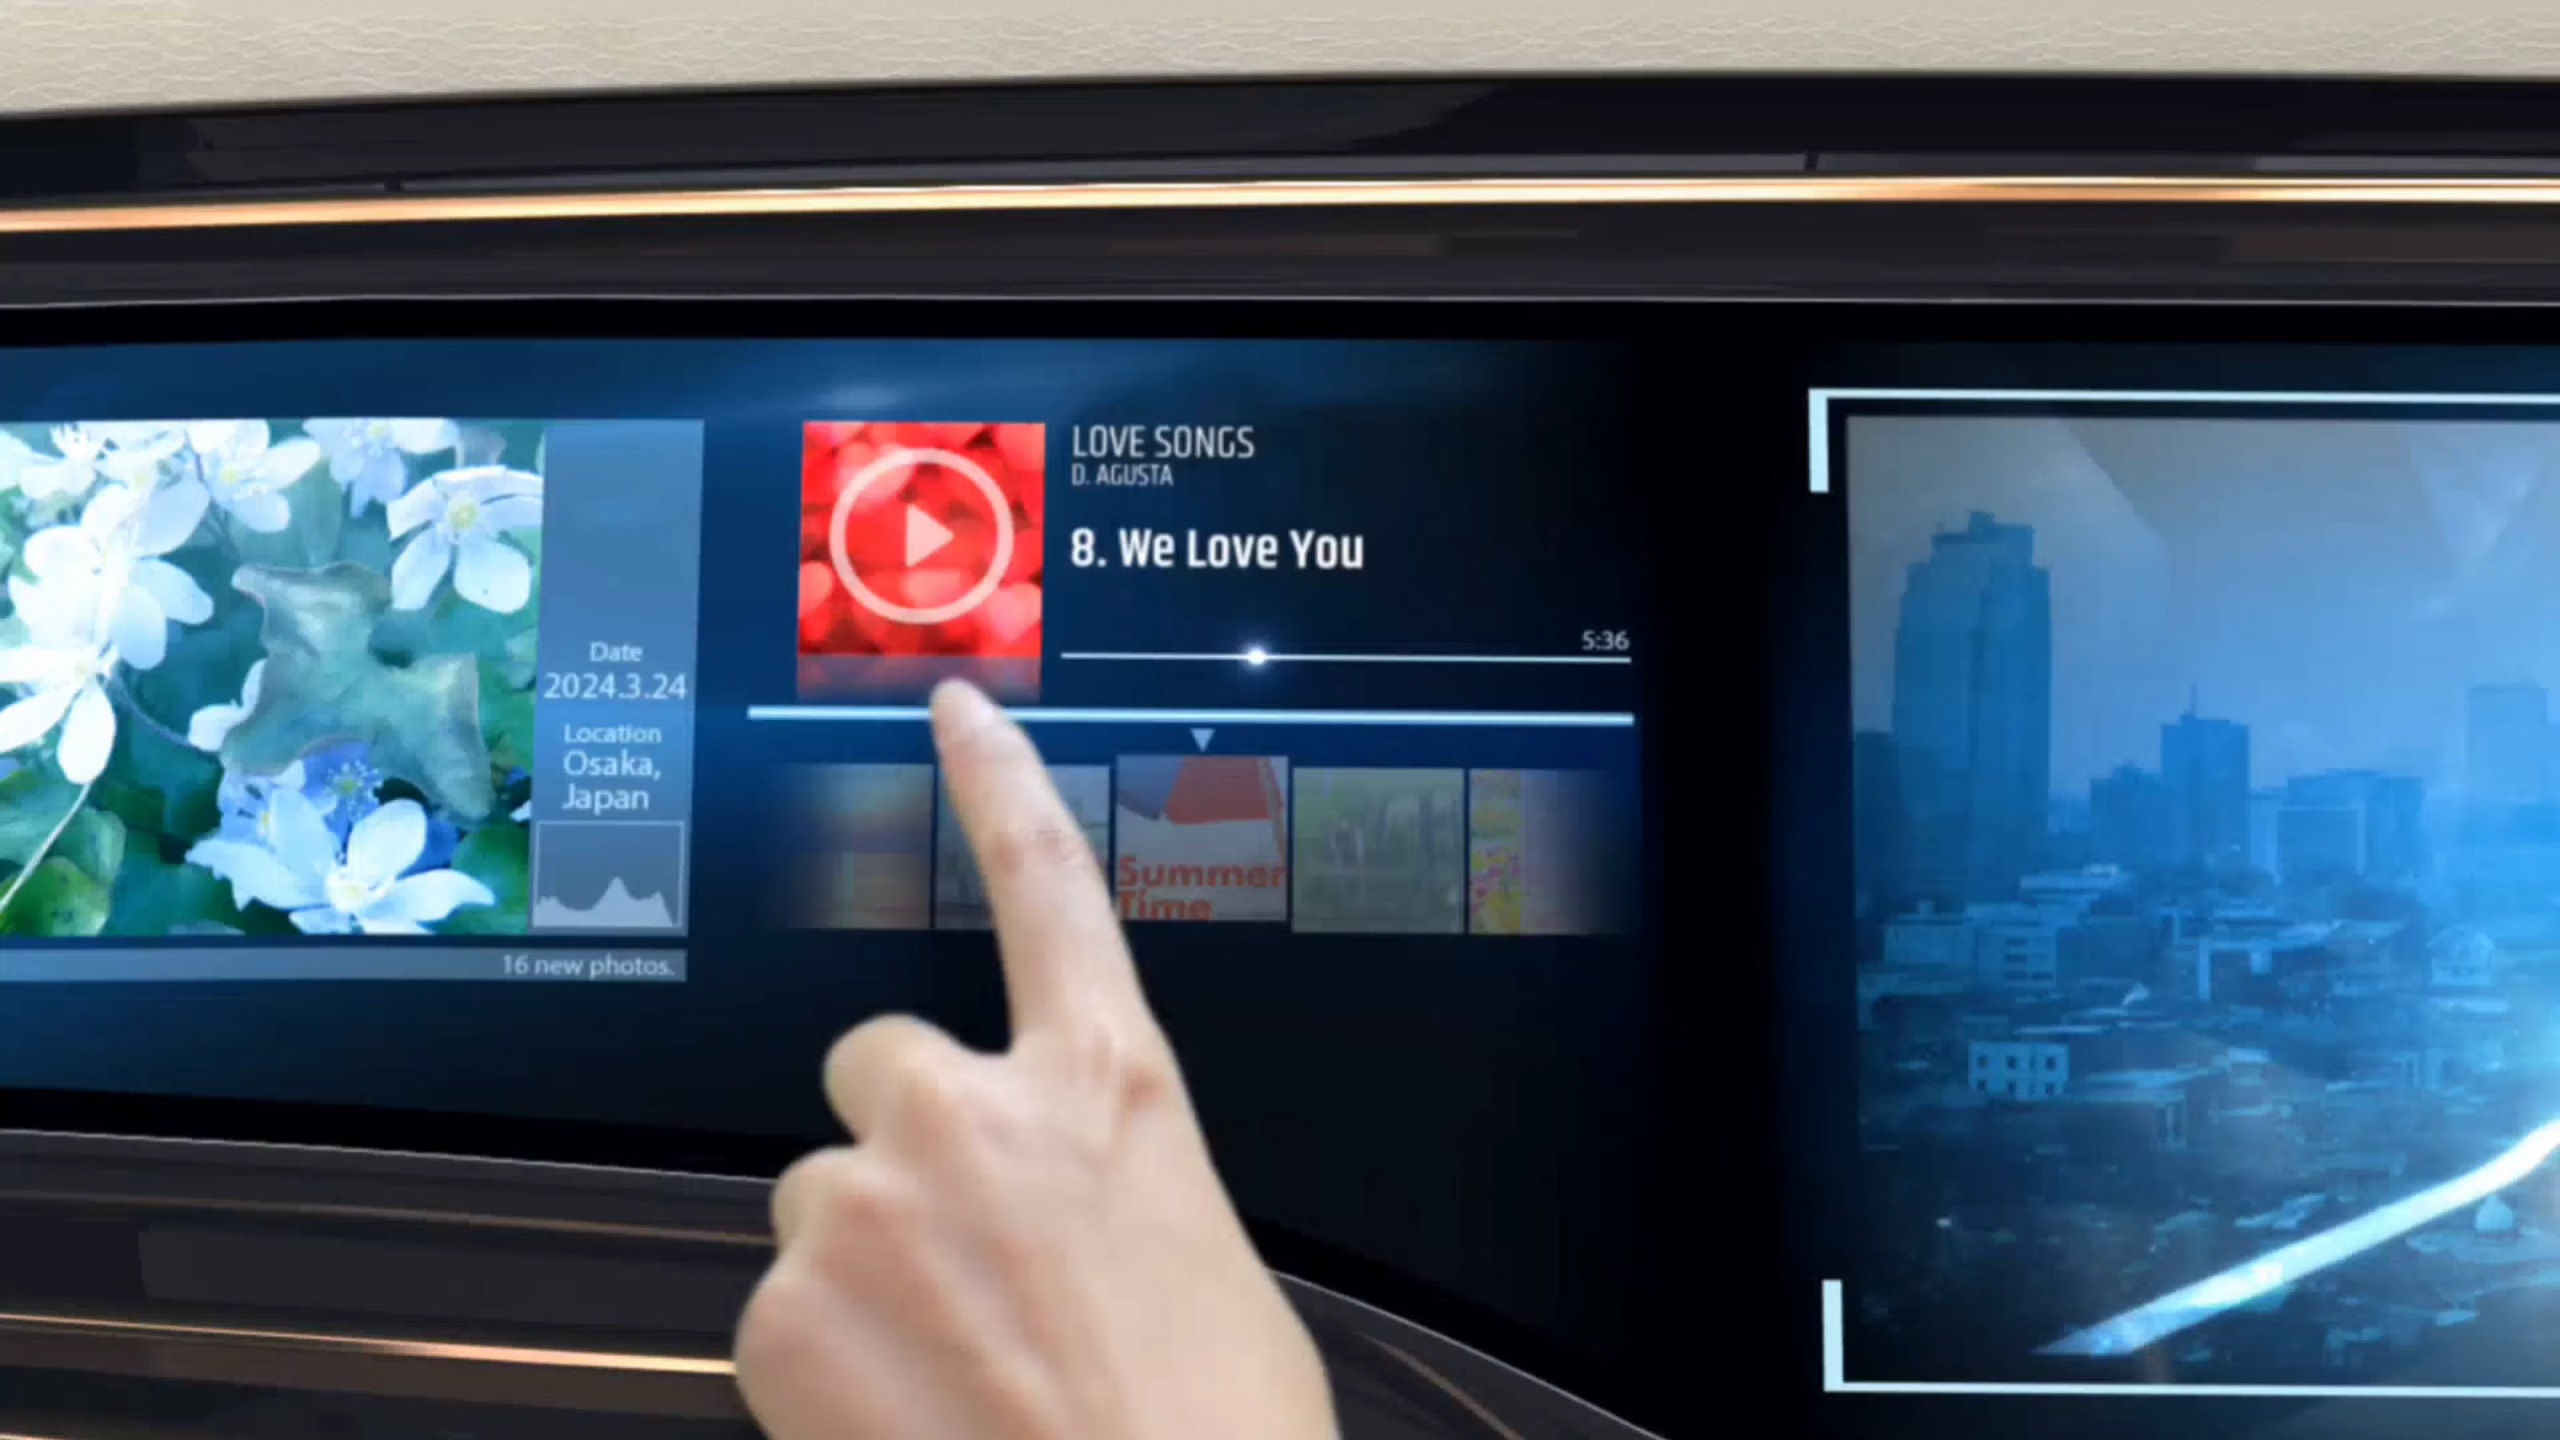 Date
2024.3.24
Location
Osaka,
Japan
16 new photos.
LOVE SONGS
D. AGUSTA
8. We Love You
5:36
Summer
Time